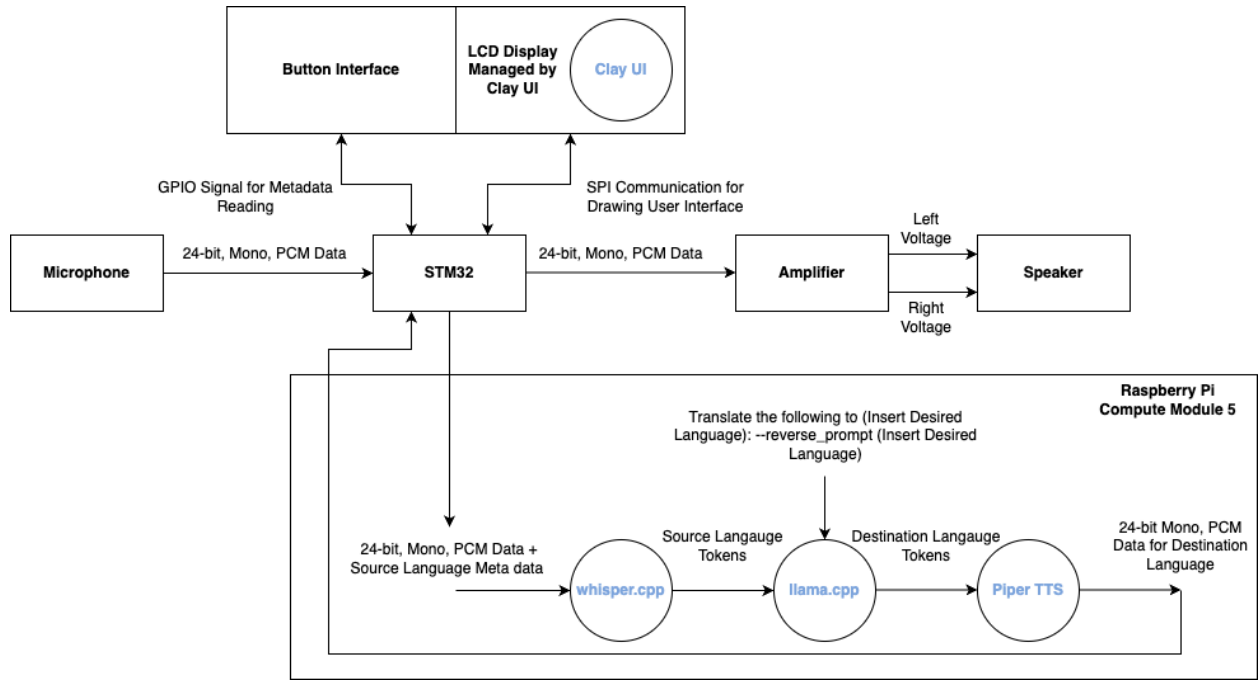 Button Interface
LCD Display
Managed by
Clay UI
Clay UI
GPIO Signal for Metadata
Reading
SPI Communication for
Drawing User Interface
Microphone
24-bit, Mono, PCM Data
STM32
24-bit, Mono, PCM Data
Amplifier
Left
Voltage
Right
Voltage
Speaker
Raspberry Pi
Compute Module 5
Translate the following to (Insert Desired
Language): --reverse_prompt (Insert Desired
Language)
24-bit, Mono, PCM Data +
Source Language Meta data
whisper.cpp
Source Langauge
Tokens
llama.cpp
Destination Langauge
Tokens
Piper TTS
24-bit Mono, PCM
Data for Destination
Language